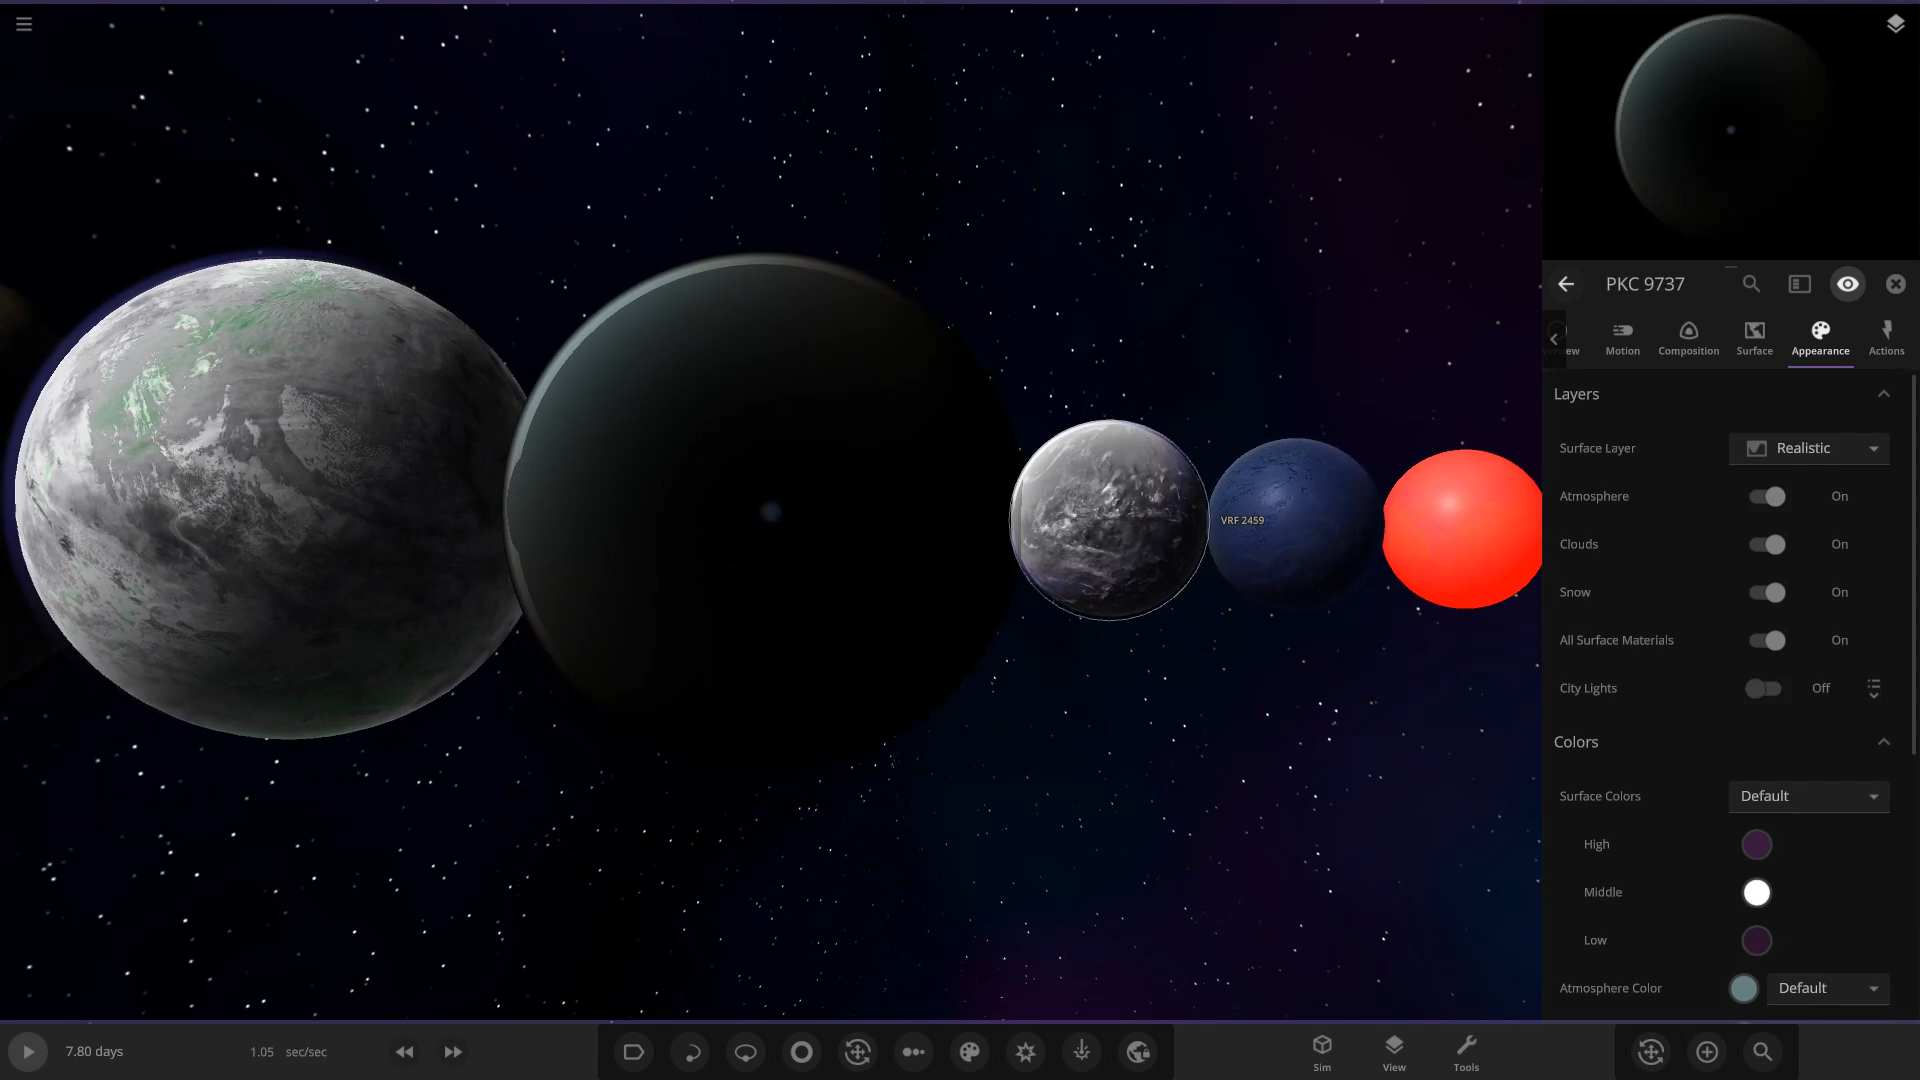 PKC 9737
Motion
Composition
Surface
Appearance
Actions
Layers
Surface Layer
Realistic
Atmosphere
On
Clouds
On
VRF 2459
Snow
On
All Surface Materials
On
City Lights
Off
Colors
Surface Colors
Default
High
Middle
Low
Atmosphere Color
Default
7.80 days
1.05 sec/sec
Sim
View
Tools